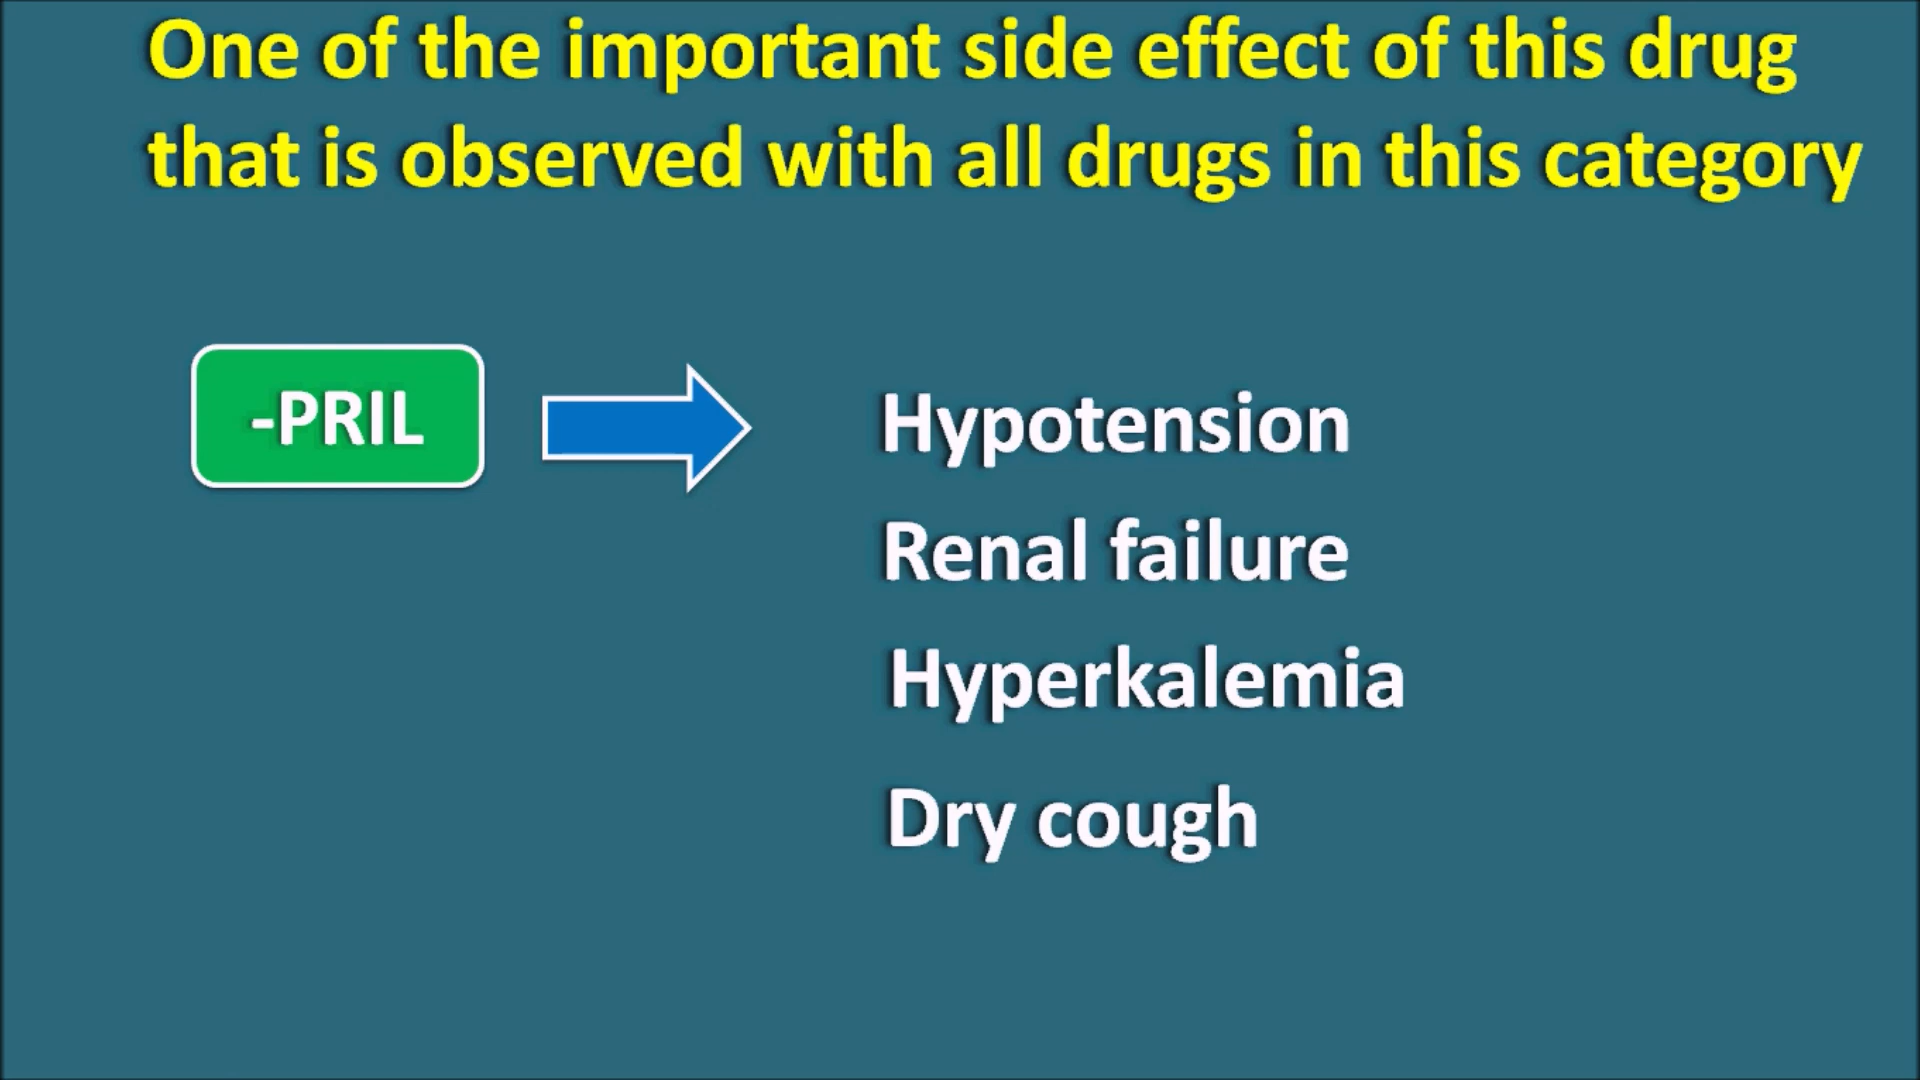 One of the important side effect of this drug
that is observed with all drugs in this category
-PRIL
Hypotension
Renal failure
Hyperkalemia
Dry cough